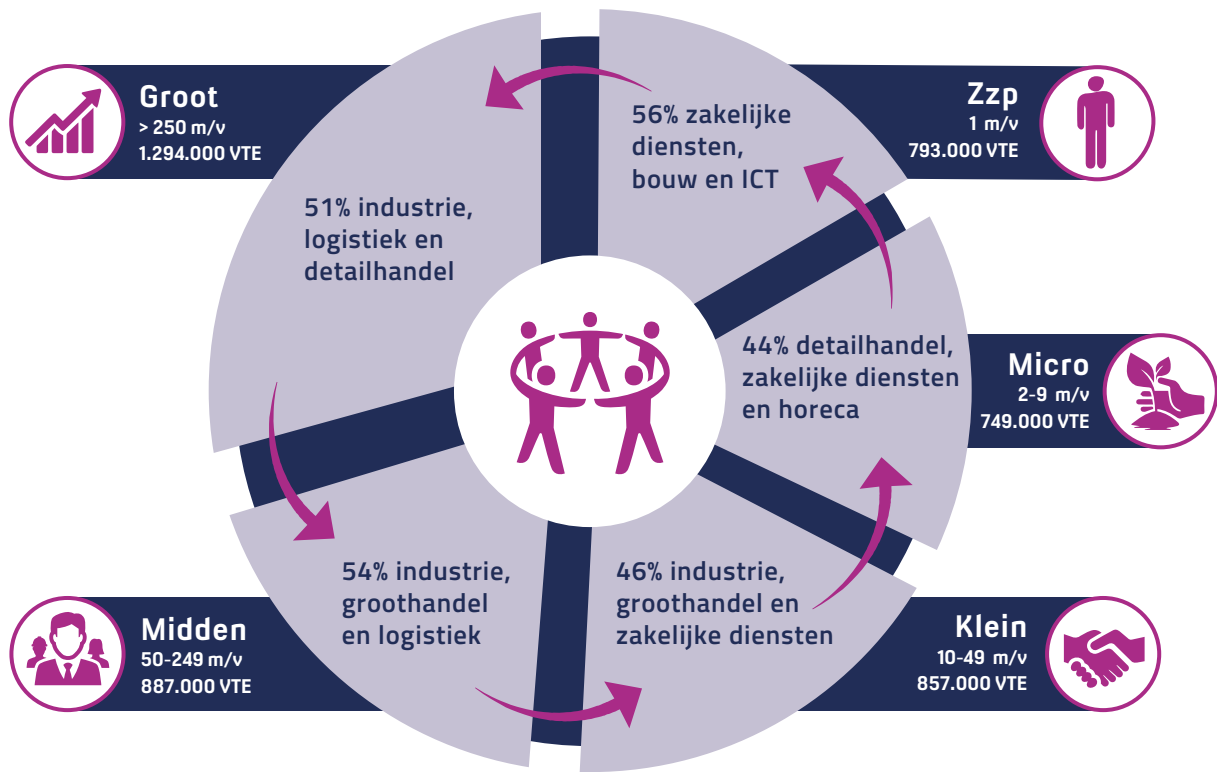 Groot
> 250 m/v
1.294.000 VTE
51% industrie,
logistiek en
detailhandel
56% zakelijke
diensten,
bouw en ICT
Zzp
1 m/v
793.000 VTE
44% detailhandel,
zakelijke diensten
en horeca
Micro
2-9 m/v
749.000 VTE
Midden
50-249 m/v
887.000 VTE
54% industrie,
groothandel
en logistiek
46% industrie,
groothandel en
zakelijke diensten
Klein
10-49 m/v
857.000 VTE